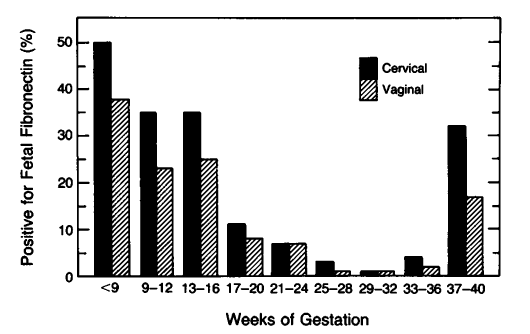 Positive for Fetal Fibronectin (%)
50
40
30
20
10
0
Cervical
Vaginal
<9 9–12 13–16 17–20 21–24 25–28 29–32 33–36 37–40
Weeks of Gestation